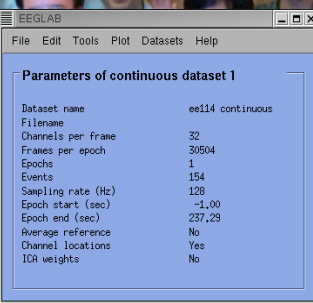 EEGLAB
File Edit Tools Plot Datasets Help
Parameters of continuous dataset 1
Dataset name ee114 continuous
Filename
Channels per frame 32
Frames per epoch 30504
Epochs 1
Events 154
Sampling rate (Hz) 128
Epoch start (sec) -1.00
Epoch end (sec) 237.29
Average reference No
Channel locations Yes
ICA weights No